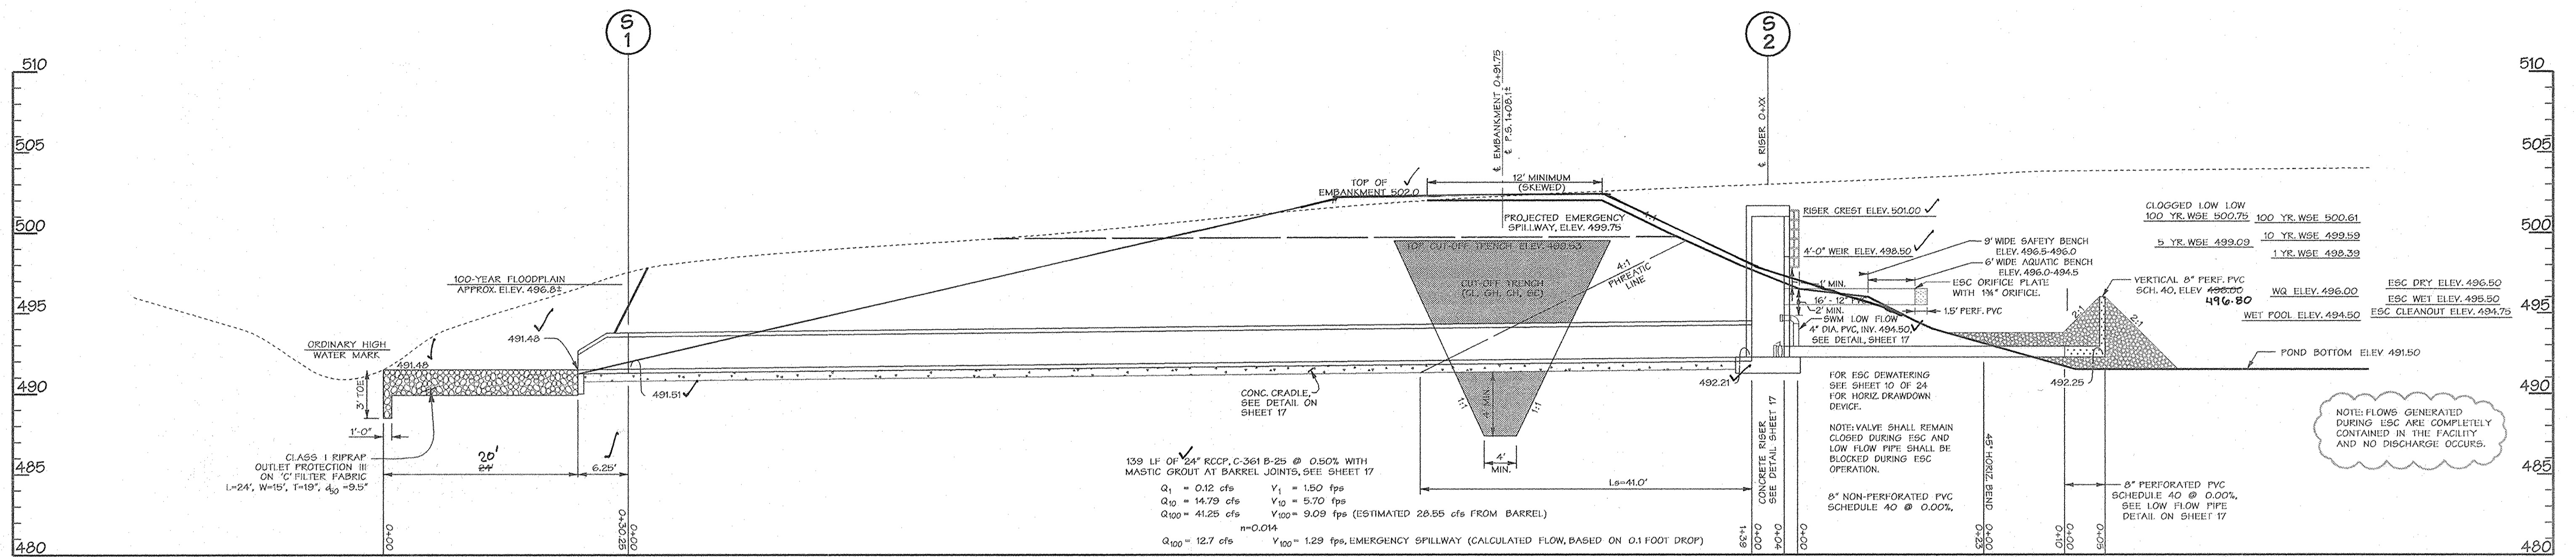 S
1
S
2
510
505
500
495
490
485
480
510
505
500
495
490
485
480
100-YEAR FLOODPLAIN
APPROX. ELEV. 496.8±
ORDINARY HIGH
WATER MARK
491.48
491.48
3' TOE
1'-0"
CLASS I RIPRAP
OUTLET PROTECTION III
ON 'C' FILTER FABRIC
L=24', W=15', T=19", d50 =9.5"
20'
24'
6.25'
491.51
0+00
0+30.25
0+00
TOP OF
EMBANKMENT 502.0
12' MINIMUM
(SKEWED)
℄ EMBANKMENT 0+91.75
℄ P.S. 1+08.1±
PROJECTED EMERGENCY
SPILLWAY, ELEV. 499.75
TOP CUT-OFF TRENCH ELEV. 499.53
CUT-OFF TRENCH
(GL, GH, CH, SC)
4:1
PHREATIC
LINE
CONC. CRADLE,
SEE DETAIL ON
SHEET 17
1:1
4' MIN.
1:1
4'
MIN.
Ls=41.0'
139 LF OF 24" RCCP, C-361 B-25 @ 0.50% WITH
MASTIC GROUT AT BARREL JOINTS, SEE SHEET 17
Q1 = 0.12 cfs V1 = 1.50 fps
Q10 = 14.79 cfs V10 = 5.70 fps
Q100 = 41.25 cfs V100 = 9.09 fps (ESTIMATED 28.55 cfs FROM BARREL)
n=0.014
Q100 = 12.7 cfs V100 = 1.29 fps, EMERGENCY SPILLWAY (CALCULATED FLOW, BASED ON 0.1 FOOT DROP)
℄ RISER 0+XX
RISER CREST ELEV. 501.00
4'-0" WEIR ELEV. 498.50
1' MIN.
16' - 12" PVC
2' MIN.
SWM LOW FLOW
4" DIA. PVC, INV. 494.50,
SEE DETAIL, SHEET 17
9' WIDE SAFETY BENCH
ELEV. 496.5-496.0
6' WIDE AQUATIC BENCH
ELEV. 496.0-494.5
ESC ORIFICE PLATE
WITH 1¾" ORIFICE.
1.5' PERF. PVC
492.21
CONCRETE RISER
SEE DETAIL SHEET 17
FOR ESC DEWATERING
SEE SHEET 10 OF 24
FOR HORIZ. DRAWDOWN
DEVICE.
NOTE: VALVE SHALL REMAIN
CLOSED DURING ESC AND
LOW FLOW PIPE SHALL BE
BLOCKED DURING ESC
OPERATION.
8" NON-PERFORATED PVC
SCHEDULE 40 @ 0.00%,
1+39
0+00
0+04
0+00
45° HORIZ. BEND
0+23
0+00
0+10
0+05
492.25
2:1
2:1
8" PERFORATED PVC
SCHEDULE 40 @ 0.00%,
SEE LOW FLOW PIPE
DETAIL ON SHEET 17
VERTICAL 8" PERF. PVC
SCH. 40, ELEV 498.00
496.80
CLOGGED LOW LOW
100 YR. WSE 500.75
100 YR. WSE 500.61
5 YR. WSE 499.09
10 YR. WSE 499.59
1 YR. WSE 498.39
WQ ELEV. 496.00
WET POOL ELEV. 494.50
ESC DRY ELEV. 496.50
ESC WET ELEV. 495.50
ESC CLEANOUT ELEV. 494.75
POND BOTTOM ELEV 491.50
NOTE: FLOWS GENERATED
DURING ESC ARE COMPLETELY
CONTAINED IN THE FACILITY
AND NO DISCHARGE OCCURS.